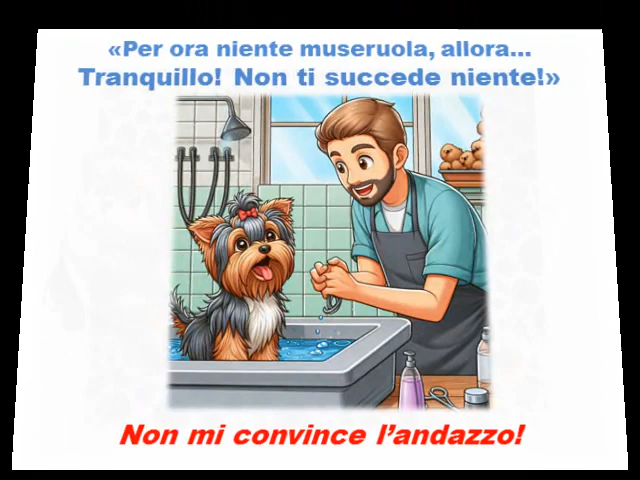 «Per ora niente museruola, allora...
Tranquillo! Non ti succede niente!»
Non mi convince l’andazzo!